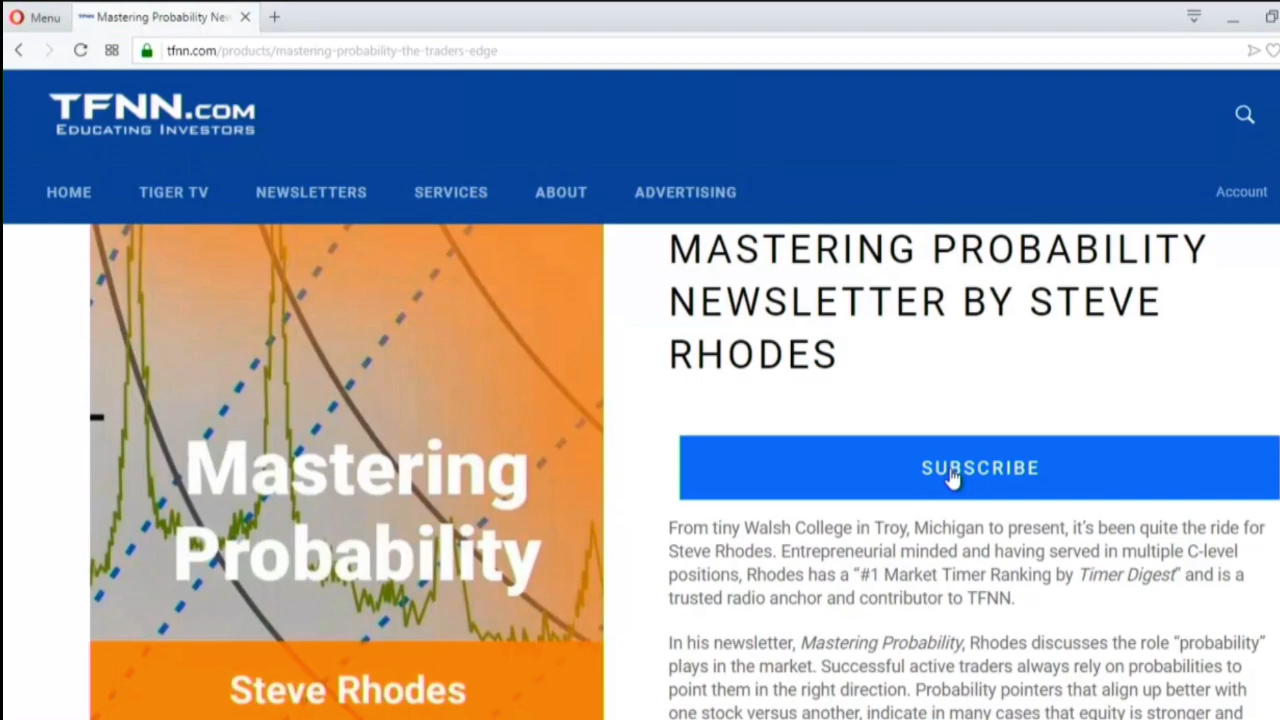 Menu
Mastering Probability New
tfnn.com/products/mastering-probability-the-traders-edge
TFNN.COM
EDUCATING INVESTORS
HOME
TIGER TV
NEWSLETTERS
SERVICES
ABOUT
ADVERTISING
Account
Mastering
Probability
Steve Rhodes
MASTERING PROBABILITY
NEWSLETTER BY STEVE
RHODES
SUBSCRIBE
From tiny Walsh College in Troy, Michigan to present, it's been quite the ride for
Steve Rhodes. Entrepreneurial minded and having served in multiple C-level
positions, Rhodes has a “#1 Market Timer Ranking by Timer Digest” and is a
trusted radio anchor and contributor to TFNN.
In his newsletter, Mastering Probability, Rhodes discusses the role “probability”
plays in the market. Successful active traders always rely on probabilities to
point them in the right direction. Probability pointers that align up better with
one stock versus another, indicate in many cases that equity is stronger and